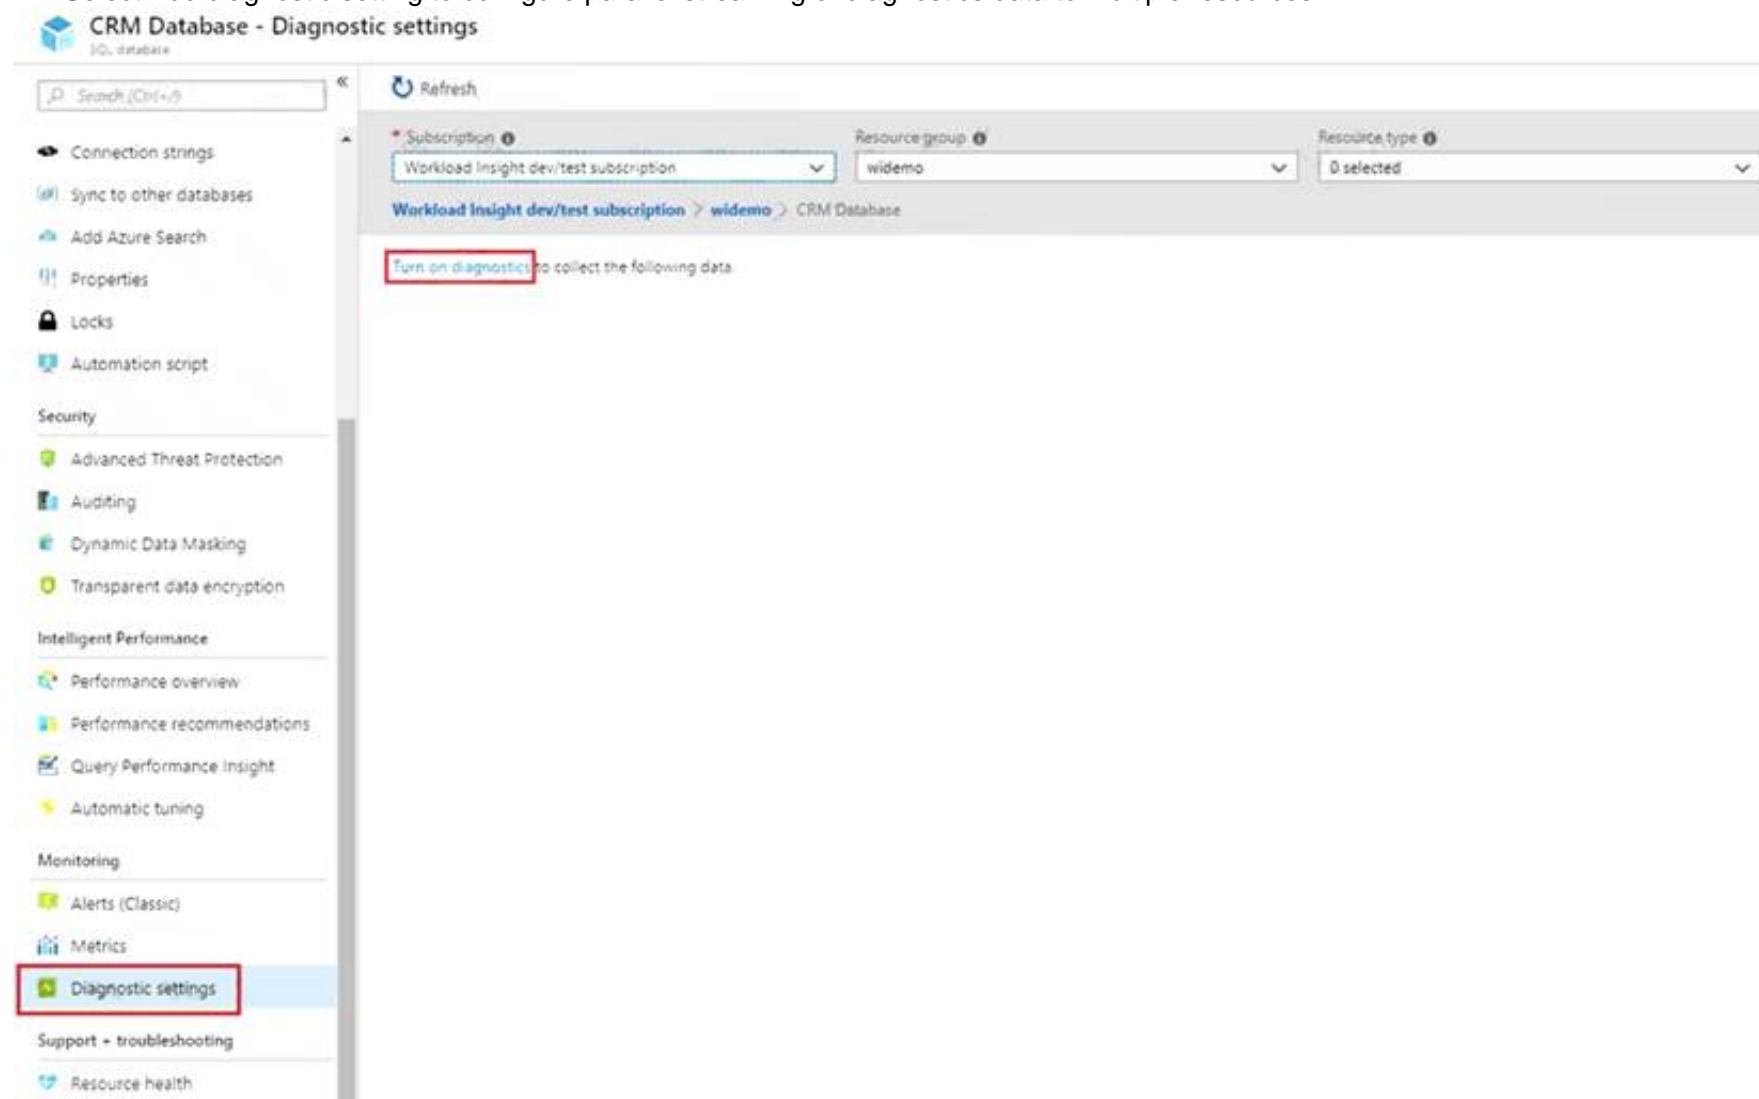 CRM Database - Diagnostic settings
SQL database
Search (Ctrl+/)
«
Refresh
* Subscription
Resource group
Resource type
Workload Insight dev/test subscription
widemo
0 selected
Workload Insight dev/test subscription > widemo > CRM Database
Turn on diagnostics to collect the following data.
Connection strings
Sync to other databases
Add Azure Search
Properties
Locks
Automation script
Security
Advanced Threat Protection
Auditing
Dynamic Data Masking
Transparent data encryption
Intelligent Performance
Performance overview
Performance recommendations
Query Performance Insight
Automatic tuning
Monitoring
Alerts (Classic)
Metrics
Diagnostic settings
Support + troubleshooting
Resource health